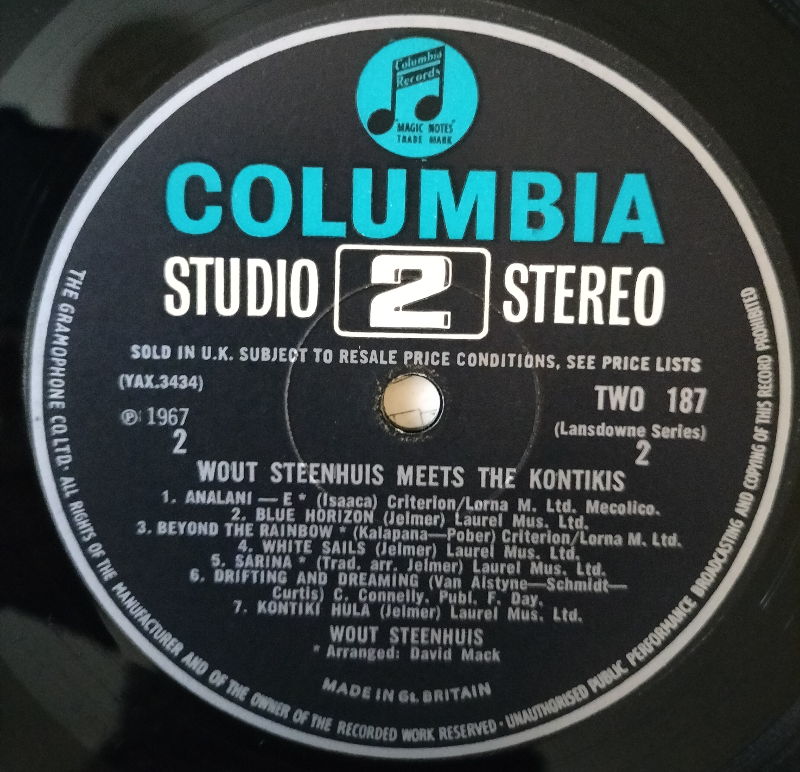 Columbia
Records
"MAGIC NOTES"
TRADE MARK
COLUMBIA
STUDIO 2 STEREO
SOLD IN U.K. SUBJECT TO RESALE PRICE CONDITIONS, SEE PRICE LISTS
(YAX.3434)
TWO 187
℗ 1967
(Lansdowne Series)
2
2
WOUT STEENHUIS MEETS THE KONTIKIS
1. ANALANI — E * (Isaaca) Criterion/Lorna M. Ltd. Mecolico.
2. BLUE HORIZON (Jelmer) Laurel Mus. Ltd.
3. BEYOND THE RAINBOW * (Kalapana—Pober) Criterion/Lorna M. Ltd.
4. WHITE SAILS (Jelmer) Laurel Mus. Ltd.
5. SARINA * (Trad. arr. Jelmer) Laurel Mus. Ltd.
6. DRIFTING AND DREAMING (Van Alstyne—Schmidt—
Curtis) C. Connelly. Publ. F. Day.
7. KONTIKI HULA (Jelmer) Laurel Mus. Ltd.
WOUT STEENHUIS
* Arranged: David Mack
MADE IN Gt. BRITAIN
THE GRAMOPHONE CO. LTD. · ALL RIGHTS OF THE MANUFACTURER AND OF THE OWNER OF THE RECORDED WORK RESERVED · UNAUTHORISED PUBLIC PERFORMANCE BROADCASTING AND COPYING OF THIS RECORD PROHIBITED